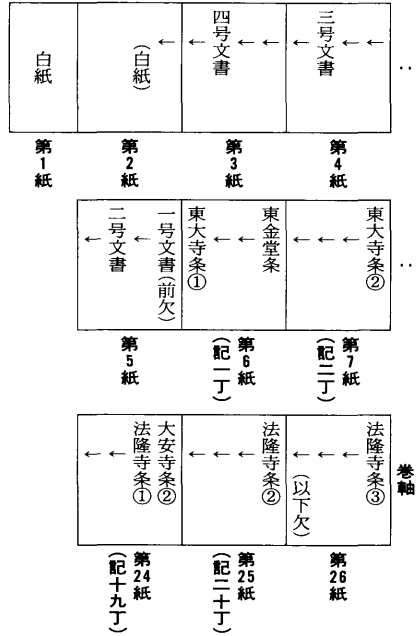 三号文書
四号文書
（白紙）
白紙
第4紙
第3紙
第2紙
第1紙
東大寺条②
東金堂条
東大寺条①
一号文書（前欠）
二号文書
第7紙
（記二丁）
第6紙
（記一丁）
第5紙
巻軸
法隆寺条③
（以下欠）
法隆寺条②
大安寺条②
法隆寺条①
第26紙
第25紙
（記二十丁）
第24紙
（記十九丁）